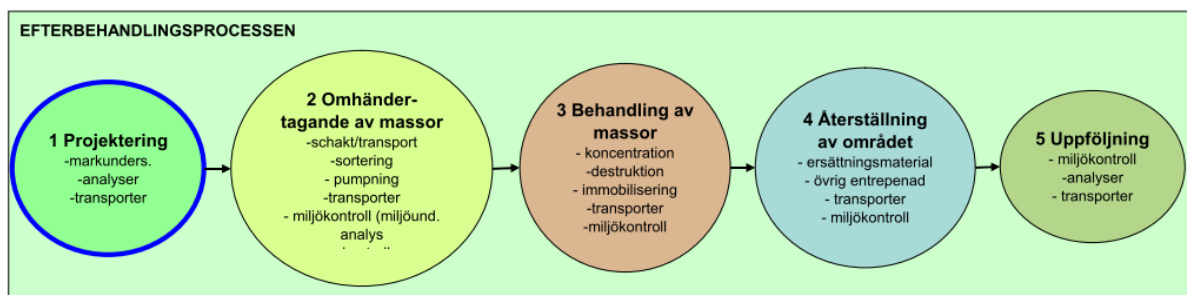 EFTERBEHANDLINGSPROCESSEN
1 Projektering
-markunders.
-analyser
-transporter
2 Omhänder-
tagande av massor
-schakt/transport
-sortering
- pumpning
-transporter
- miljökontroll (miljöund.
analys
3 Behandling av
massor
- koncentration
-destruktion
- immobilisering
-transporter
-miljökontroll
4 Återställning
av området
- ersättningsmaterial
- övrig entrepenad
- transporter
- miljökontroll
5 Uppföljning
- miljökontroll
-analyser
- transporter